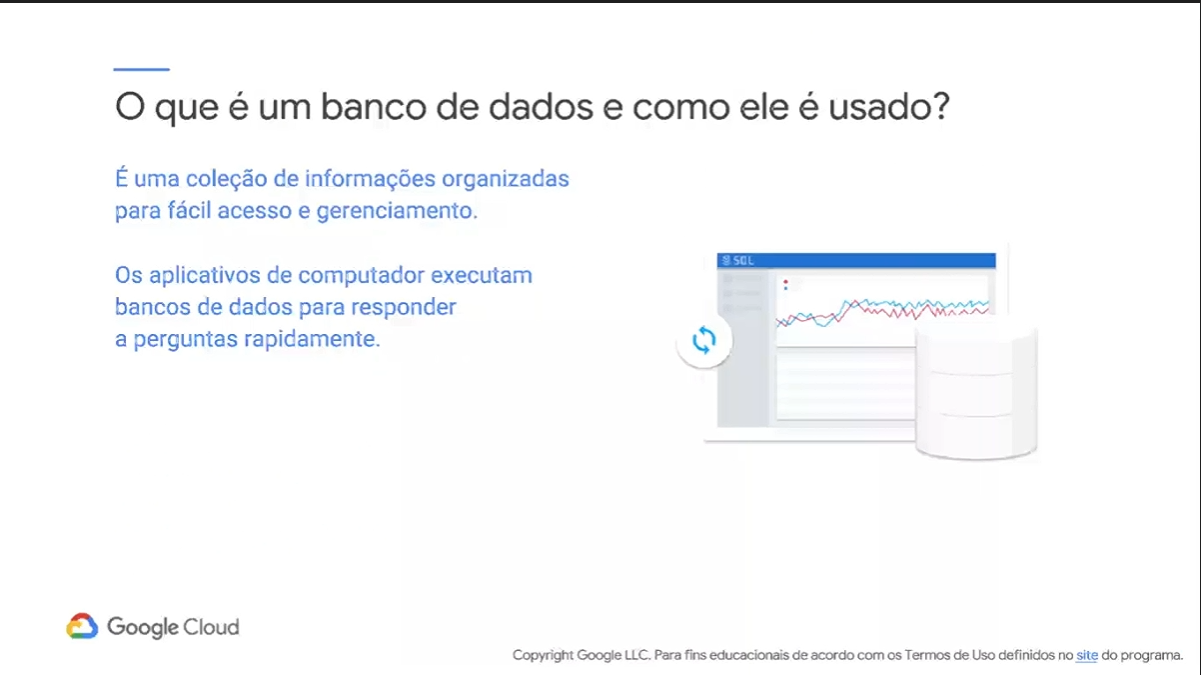 O que é um banco de dados e como ele é usado?
É uma coleção de informações organizadas
para fácil acesso e gerenciamento.
Os aplicativos de computador executam
bancos de dados para responder
a perguntas rapidamente.
SQL
Google Cloud
Copyright Google LLC. Para fins educacionais de acordo com os Termos de Uso definidos no site do programa.